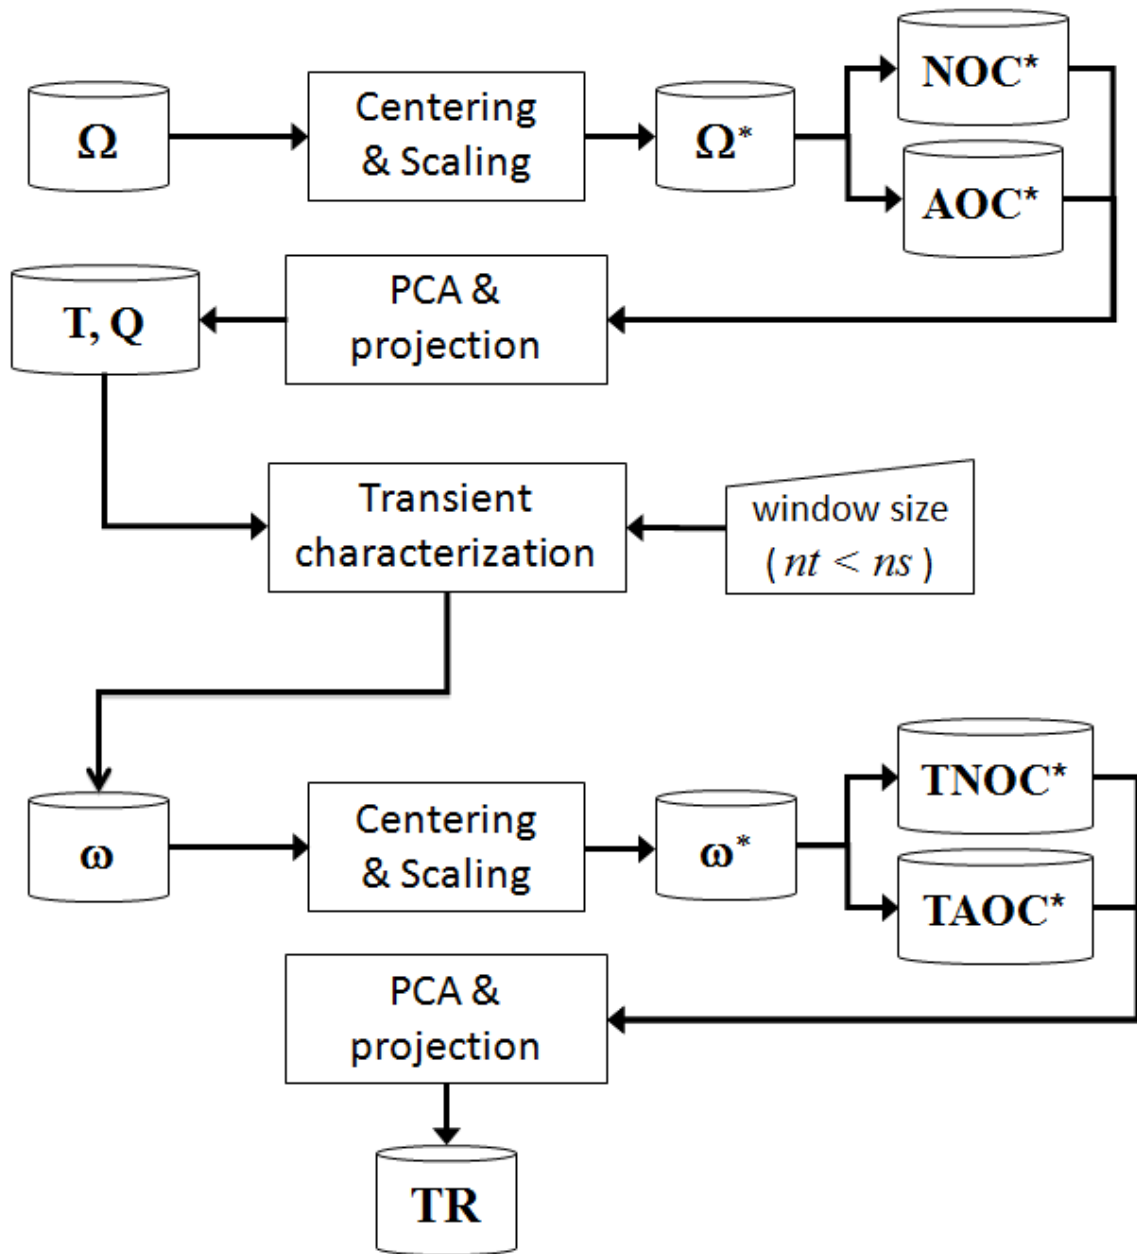 Ω
Centering
& Scaling
Ω*
NOC*
AOC*
T, Q
PCA &
projection
Transient
characterization
window size
( nt < ns )
ω
Centering
& Scaling
ω*
TNOC*
TAOC*
PCA &
projection
TR